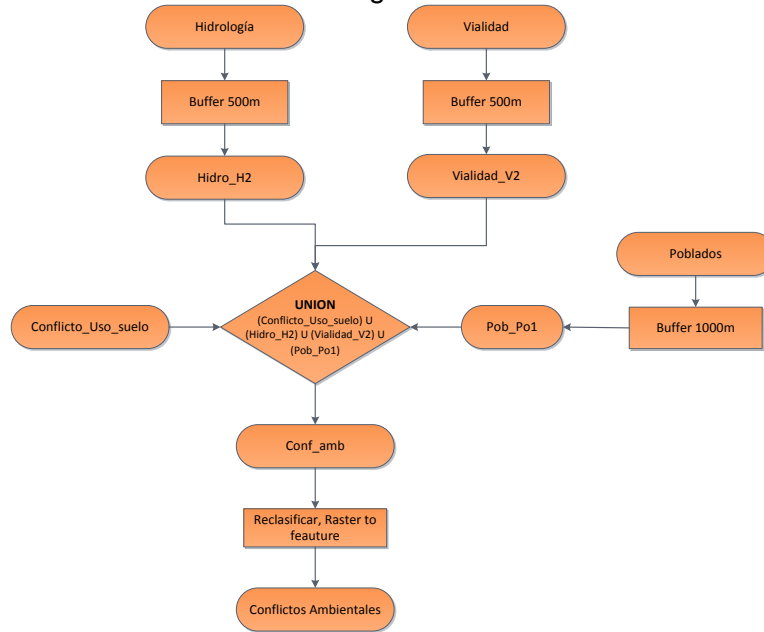 g
Hidrología
Vialidad
Buffer 500m
Buffer 500m
Hidro_H2
Vialidad_V2
Poblados
UNION
(Conflicto_Uso_suelo) U
(Hidro_H2) U (Vialidad_V2) U
(Pob_Po1)
Conflicto_Uso_suelo
Pob_Po1
Buffer 1000m
Conf_amb
Reclasificar, Raster to
feauture
Conflictos Ambientales